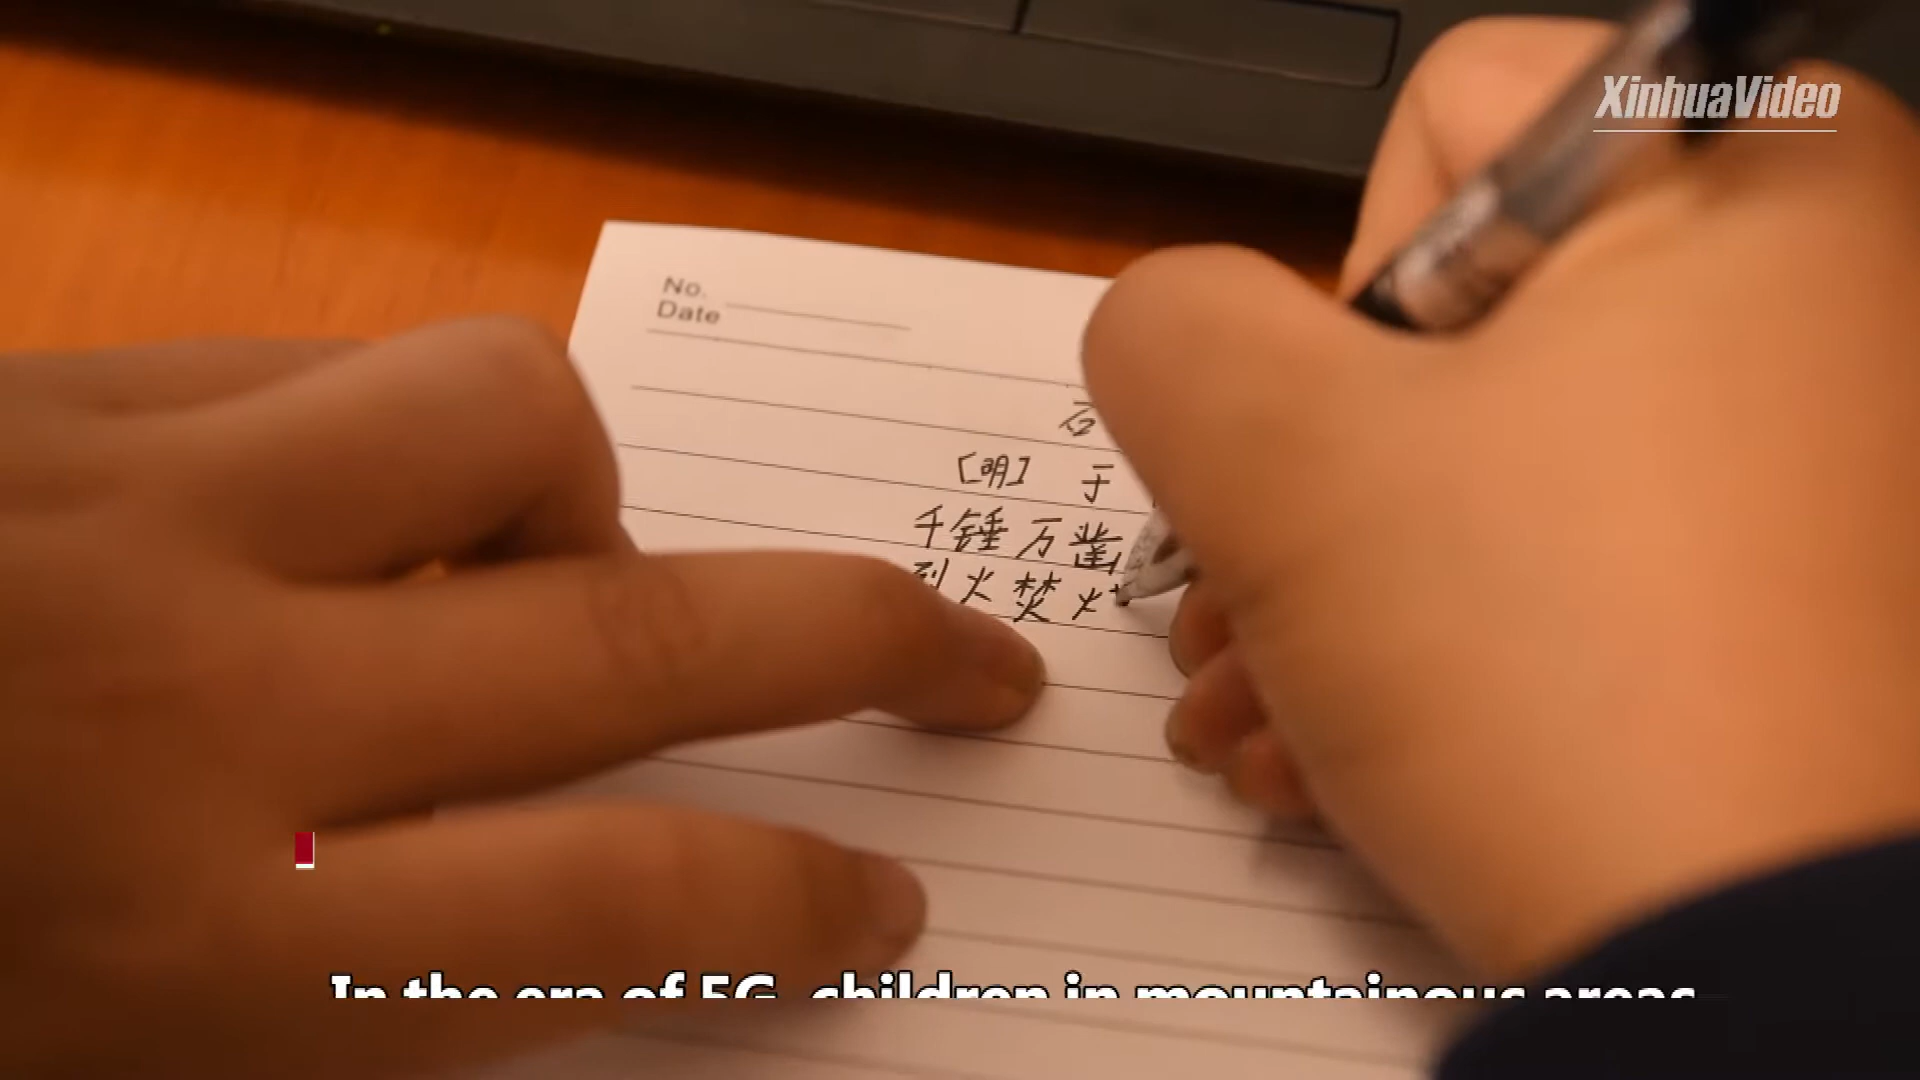 XinhuaVideo
No.
Date
石
[明] 于
千锤万凿
烈火焚
In the era of 5G, children in mountainous areas